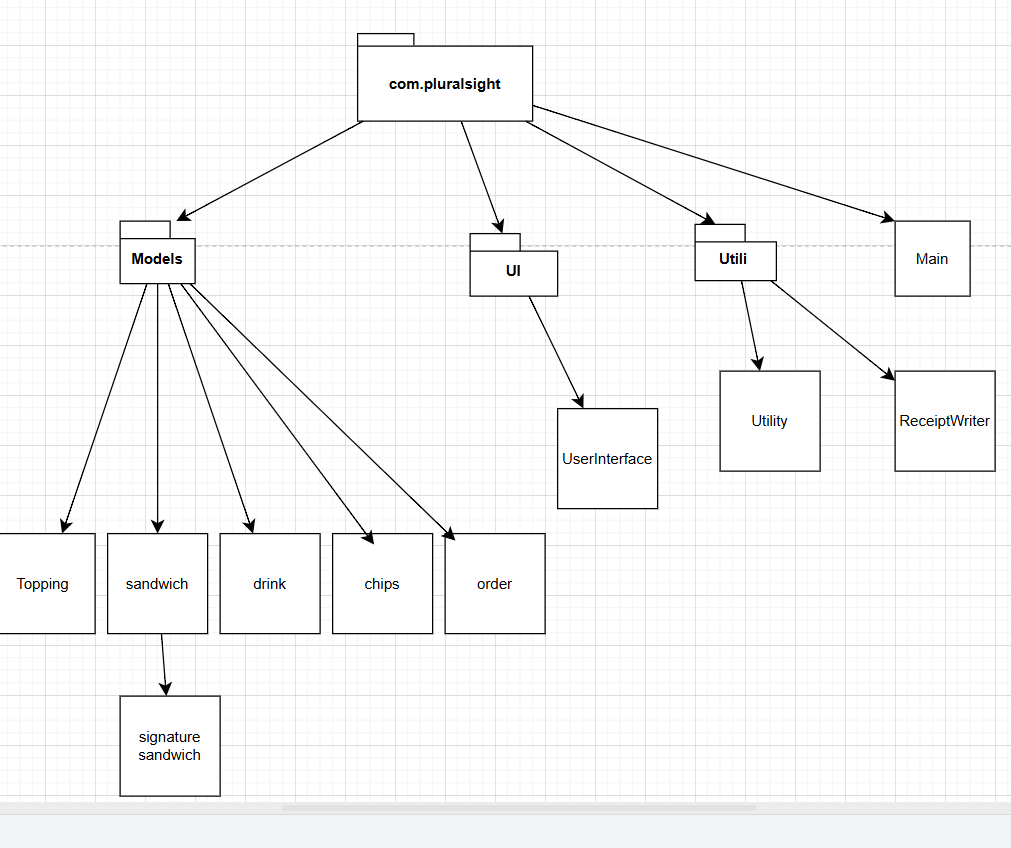 com.pluralsight
Models
UI
Utili
Main
Utility
ReceiptWriter
UserInterface
Topping
sandwich
drink
chips
order
signature
sandwich